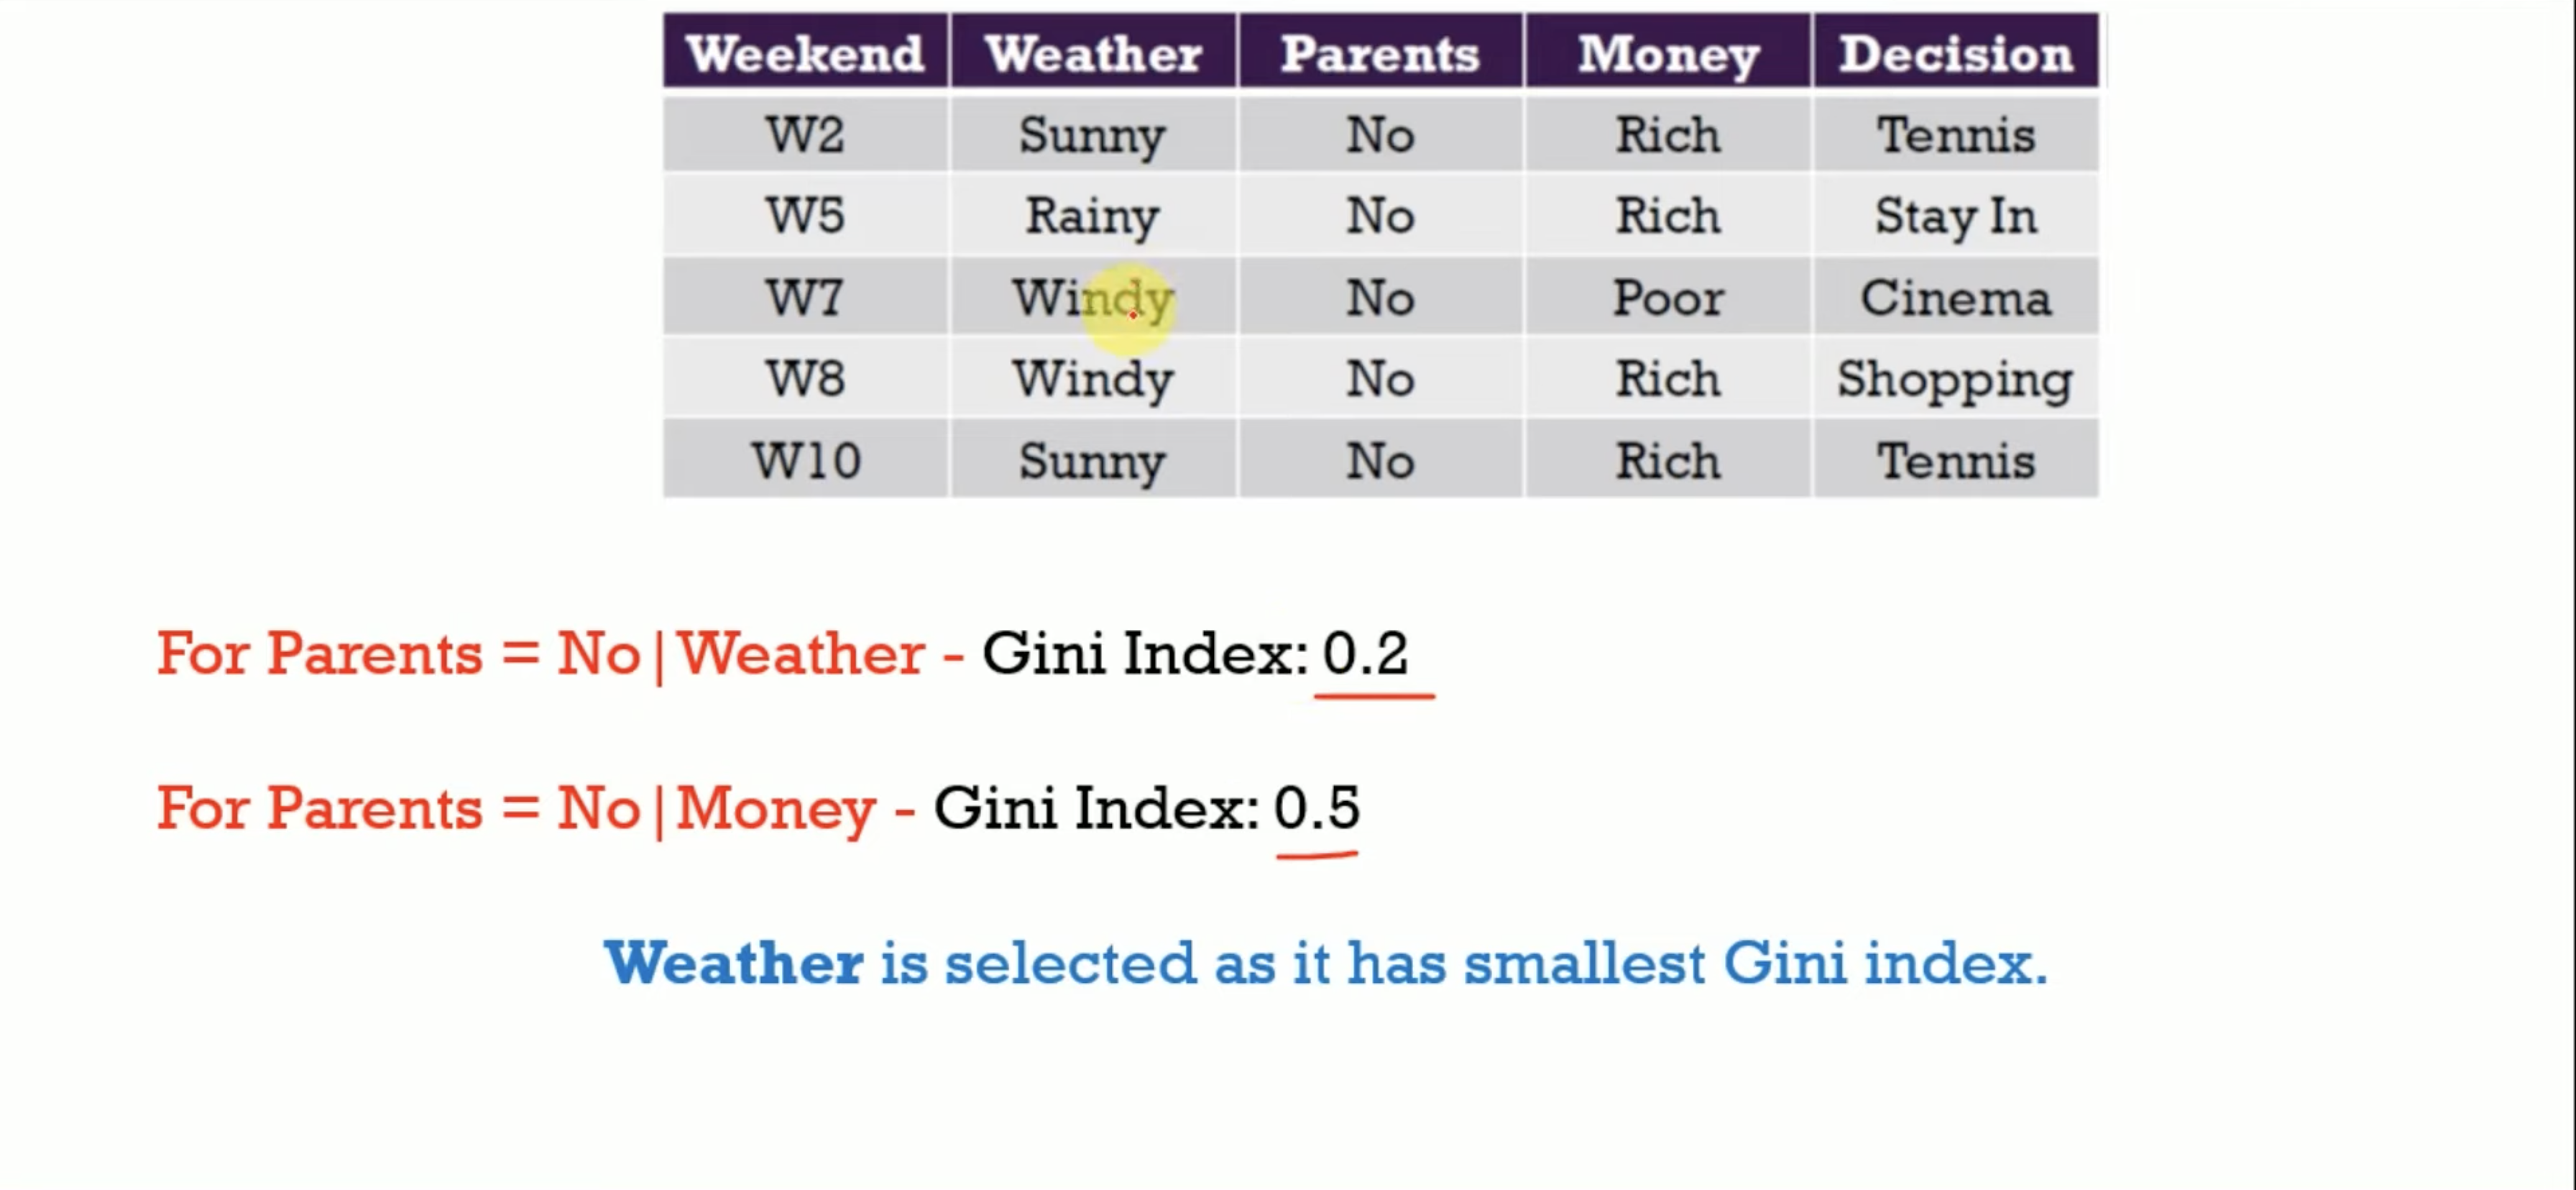 Weekend Weather Parents Money Decision
W2 Sunny No Rich Tennis
W5 Rainy No Rich Stay In
W7 Windy No Poor Cinema
W8 Windy No Rich Shopping
W10 Sunny No Rich Tennis
For Parents = No|Weather - Gini Index: 0.2
For Parents = No|Money - Gini Index: 0.5
Weather is selected as it has smallest Gini index.